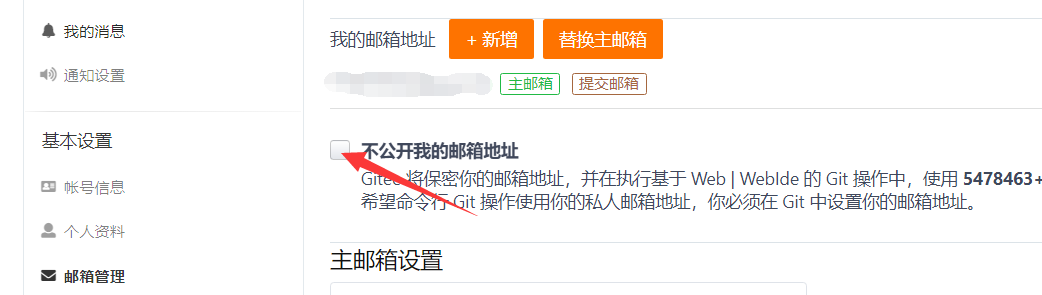 我的消息
通知设置
基本设置
帐号信息
个人资料
邮箱管理
我的邮箱地址
+ 新增
替换主邮箱
主邮箱
提交邮箱
不公开我的邮箱地址
Gitee 将保密你的邮箱地址，并在执行基于 Web | WebIde 的 Git 操作中，使用 5478463+
希望命令行 Git 操作使用你的私人邮箱地址，你必须在 Git 中设置你的邮箱地址。
主邮箱设置